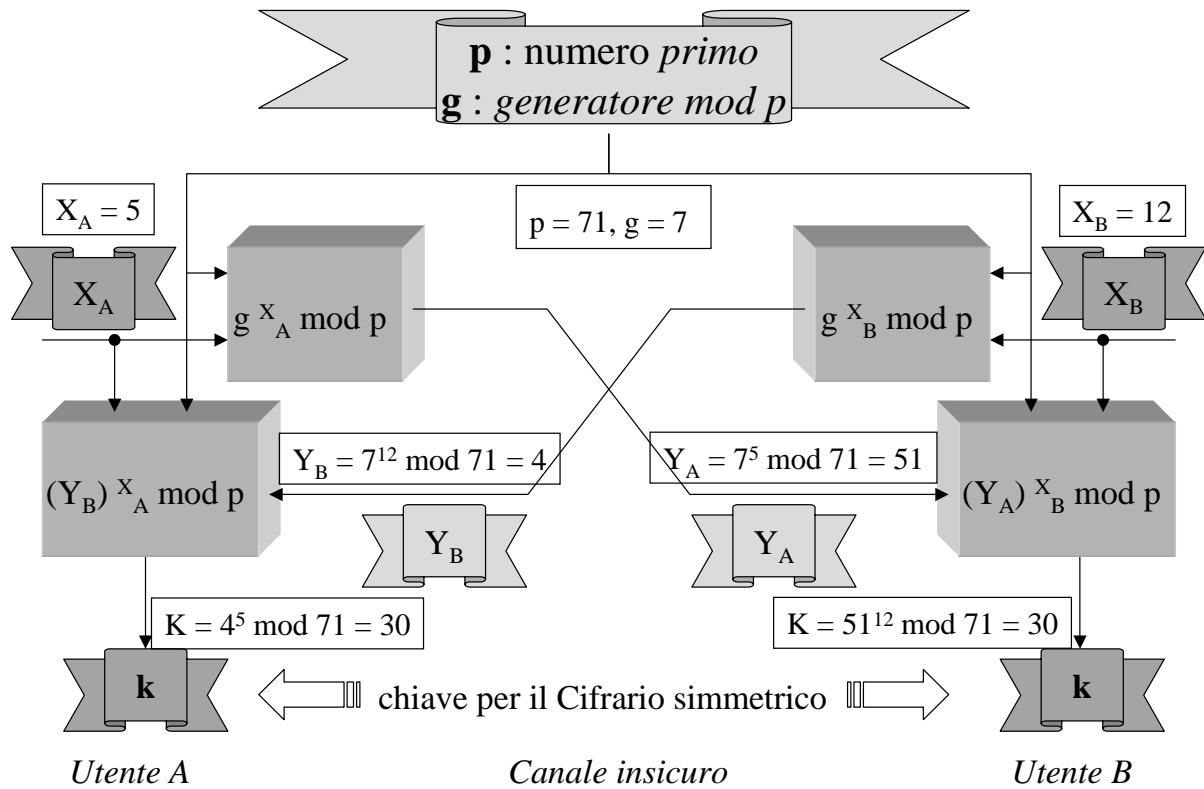 p : numero primo
g : generatore mod p
X_A = 5
p = 71, g = 7
X_B = 12
X_A
g ^X_A mod p
g ^X_B mod p
X_B
Y_B = 7^12 mod 71 = 4
Y_A = 7^5 mod 71 = 51
(Y_B) ^X_A mod p
(Y_A) ^X_B mod p
Y_B
Y_A
K = 4^5 mod 71 = 30
K = 51^12 mod 71 = 30
k
chiave per il Cifrario simmetrico
k
Utente A
Canale insicuro
Utente B